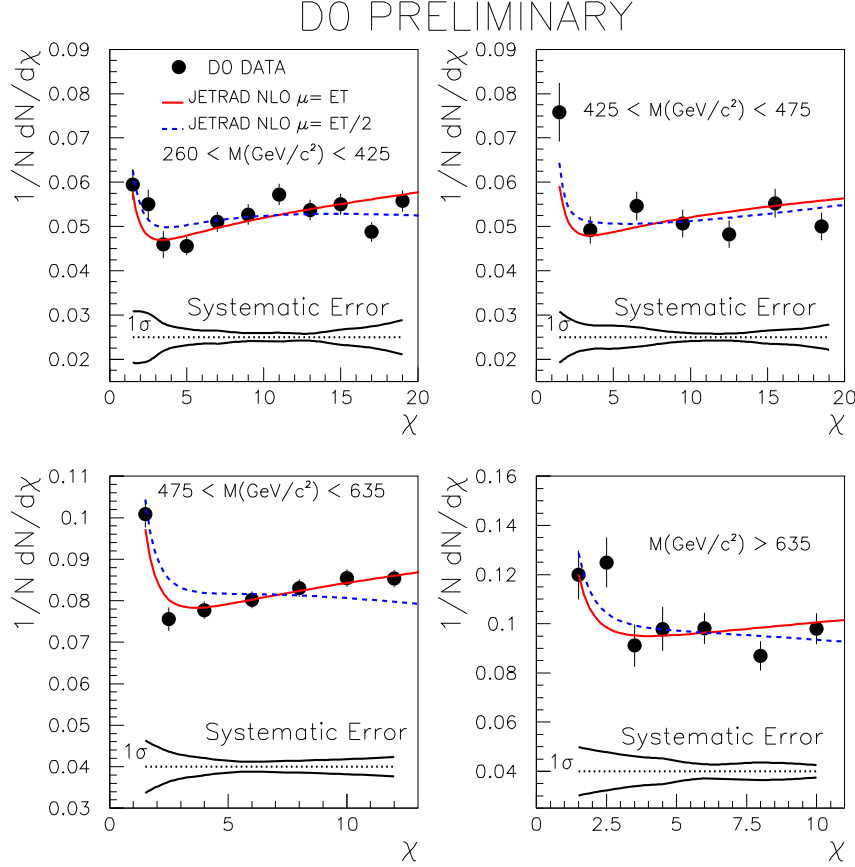 D0 PRELIMINARY
1/N dN/dχ
0.09
0.08
0.07
0.06
0.05
0.04
0.03
0.02
D0 DATA
JETRAD NLO μ= ET
JETRAD NLO μ= ET/2
260 < M(GeV/c²) < 425
Systematic Error
1σ
0 5 10 15 20
χ
1/N dN/dχ
0.09
0.08
0.07
0.06
0.05
0.04
0.03
0.02
425 < M(GeV/c²) < 475
Systematic Error
1σ
0 5 10 15 20
χ
1/N dN/dχ
0.11
0.1
0.09
0.08
0.07
0.06
0.05
0.04
0.03
475 < M(GeV/c²) < 635
Systematic Error
1σ
0 5 10
χ
1/N dN/dχ
0.16
0.14
0.12
0.1
0.08
0.06
0.04
M(GeV/c²) > 635
Systematic Error
1σ
0 2.5 5 7.5 10
χ